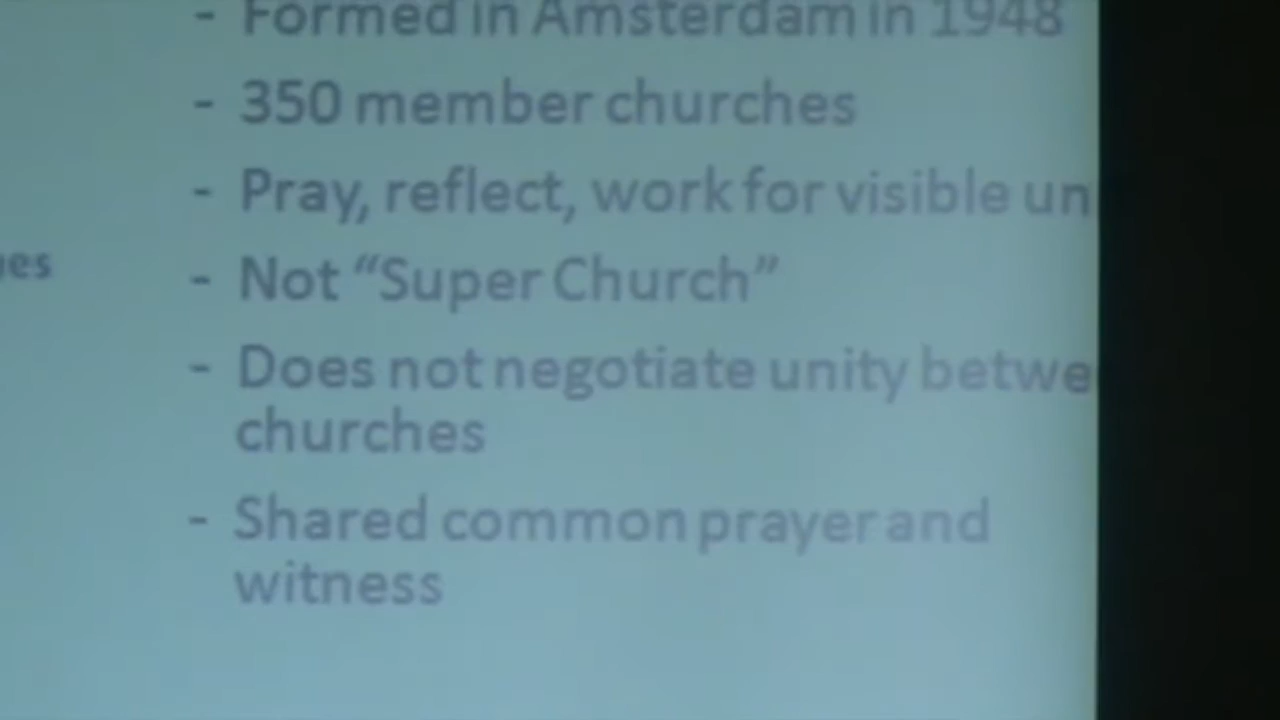 - Formed in Amsterdam in 1948
- 350 member churches
- Pray, reflect, work for visible un
- Not “Super Church”
- Does not negotiate unity betwe
churches
- Shared common prayer and
witness